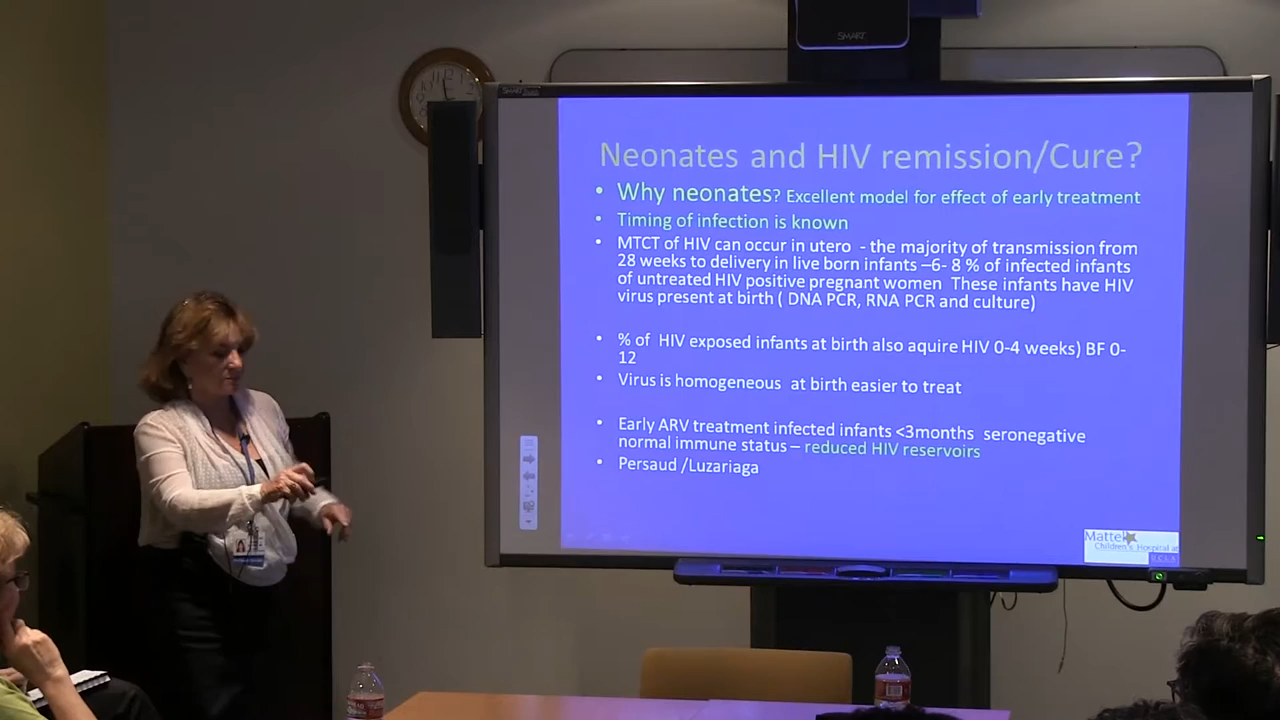 SMART
SMART
Neonates and HIV remission/Cure?
• Why neonates? Excellent model for effect of early treatment
• Timing of infection is known
• MTCT of HIV can occur in utero - the majority of transmission from
28 weeks to delivery in live born infants –6- 8 % of infected infants
of untreated HIV positive pregnant women These infants have HIV
virus present at birth ( DNA PCR, RNA PCR and culture)
• % of HIV exposed infants at birth also aquire HIV 0-4 weeks) BF 0-
12
• Virus is homogeneous at birth easier to treat
• Early ARV treatment infected infants <3months seronegative
normal immune status – reduced HIV reservoirs
• Persaud /Luzariaga
Mattel
Children's Hospital at
UCLA